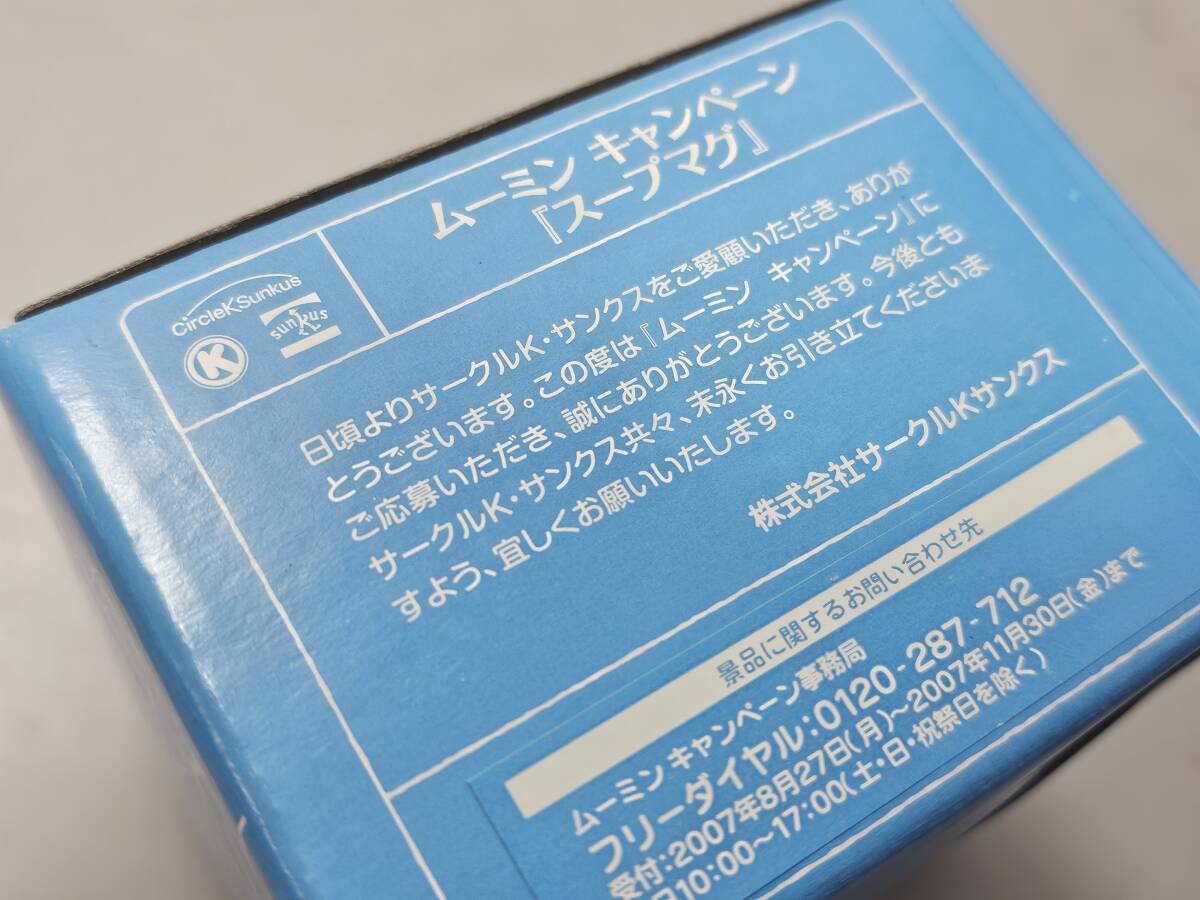 ムーミン キャンペーン
『スープマグ』
CircleKSunkus
K
sunkus
日頃よりサークルK・サンクスをご愛顧いただき、ありが
とうございます。この度は『ムーミン キャンペーン』に
ご応募いただき、誠にありがとうございます。今後とも
サークルK・サンクス共々、末永くお引き立てくださいま
すよう、宜しくお願いいたします。
株式会社サークルKサンクス
景品に関するお問い合わせ先
ムーミン キャンペーン事務局
フリーダイヤル:0120-287-712
受付:2007年8月27日(月)~2007年11月30日(金)まで
日10:00~17:00(土・日・祝祭日を除く)